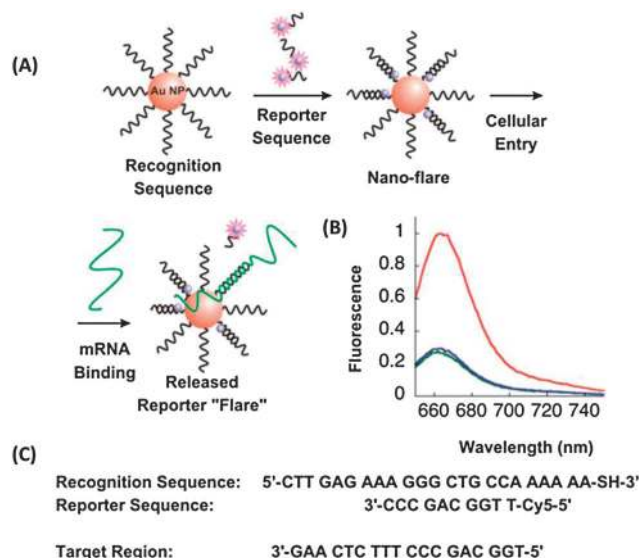 (A)
Au NP
Recognition
Sequence
Reporter
Sequence
Nano-flare
Cellular
Entry
mRNA
Binding
Released
Reporter "Flare"
(B)
Fluorescence
1
0.8
0.6
0.4
0.2
0
660 680 700 720 740
Wavelength (nm)
(C)
Recognition Sequence: 5'-CTT GAG AAA GGG CTG CCA AAA AA-SH-3'
Reporter Sequence: 3'-CCC GAC GGT T-Cy5-5'
Target Region: 3'-GAA CTC TTT CCC GAC GGT-5'